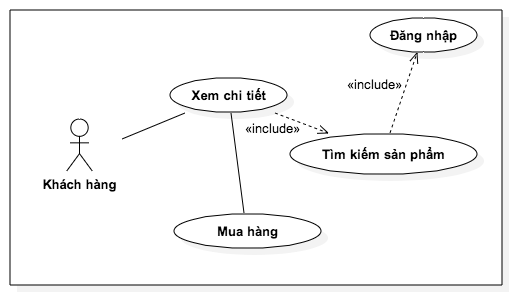 Đăng nhập
«include»
Xem chi tiết
«include»
Tìm kiếm sản phẩm
Khách hàng
Mua hàng